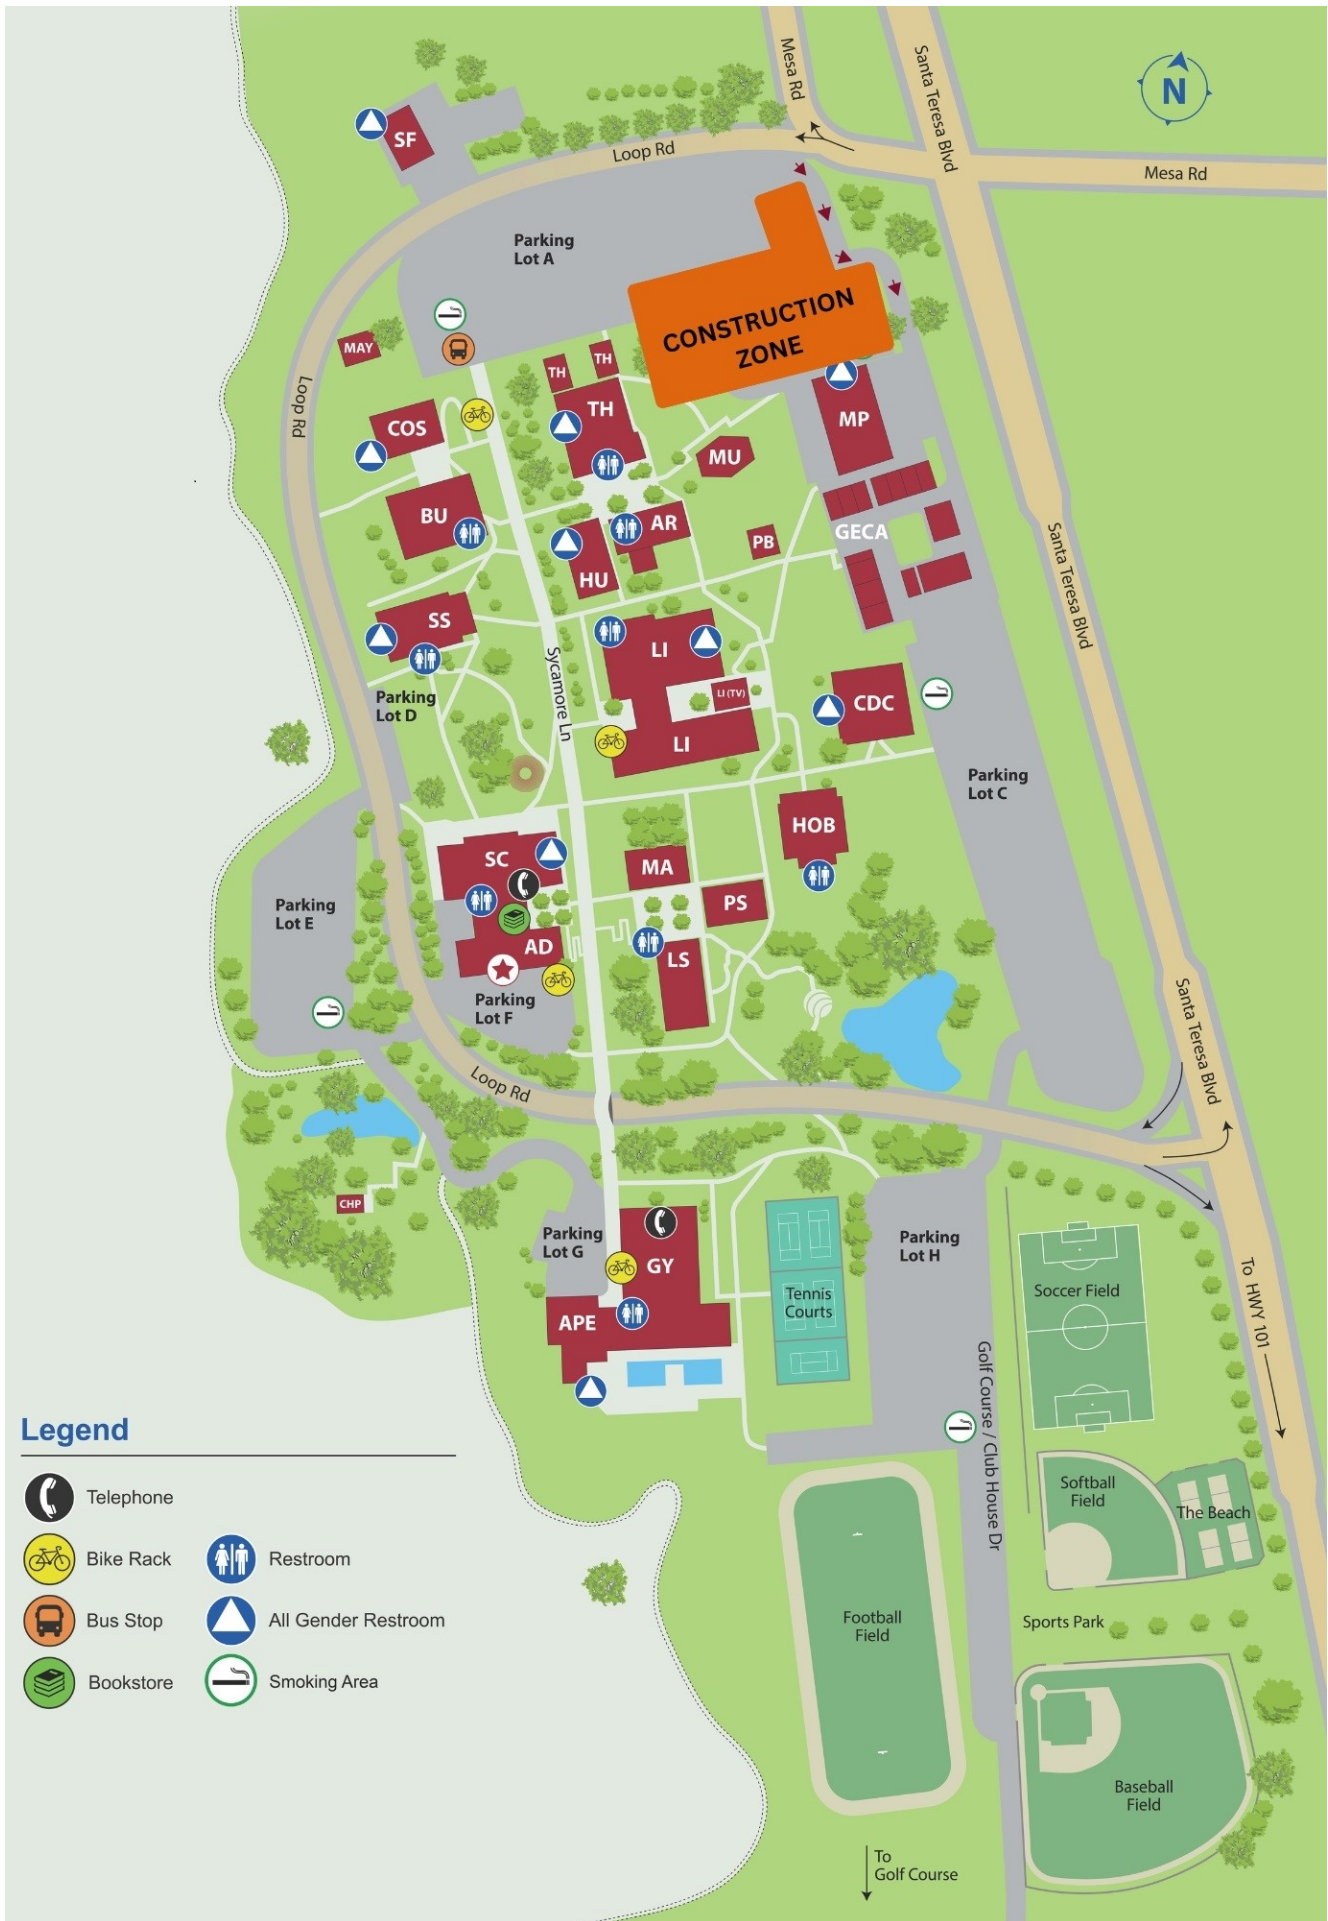 Mesa Rd
Santa Teresa Blvd
N
SF
Loop Rd
Mesa Rd
Parking
Lot A
CONSTRUCTION
ZONE
MAY
TH
TH
Loop Rd
COS
TH
MP
MU
BU
AR
PB
GECA
HU
Santa Teresa Blvd
SS
LI
Sycamore Ln
Parking
Lot D
LI (TV)
CDC
LI
Parking
Lot C
HOB
SC
MA
Parking
Lot E
PS
AD
LS
Parking
Lot F
Santa Teresa Blvd
Loop Rd
CHP
Parking
Lot G
Parking
Lot H
GY
Soccer Field
To HWY 101
Tennis
Courts
APE
Golf Course / Club House Dr
Legend
Softball
Field
The Beach
Telephone
Bike Rack
Restroom
Bus Stop
All Gender Restroom
Football
Field
Sports Park
Bookstore
Smoking Area
Baseball
Field
To
Golf Course